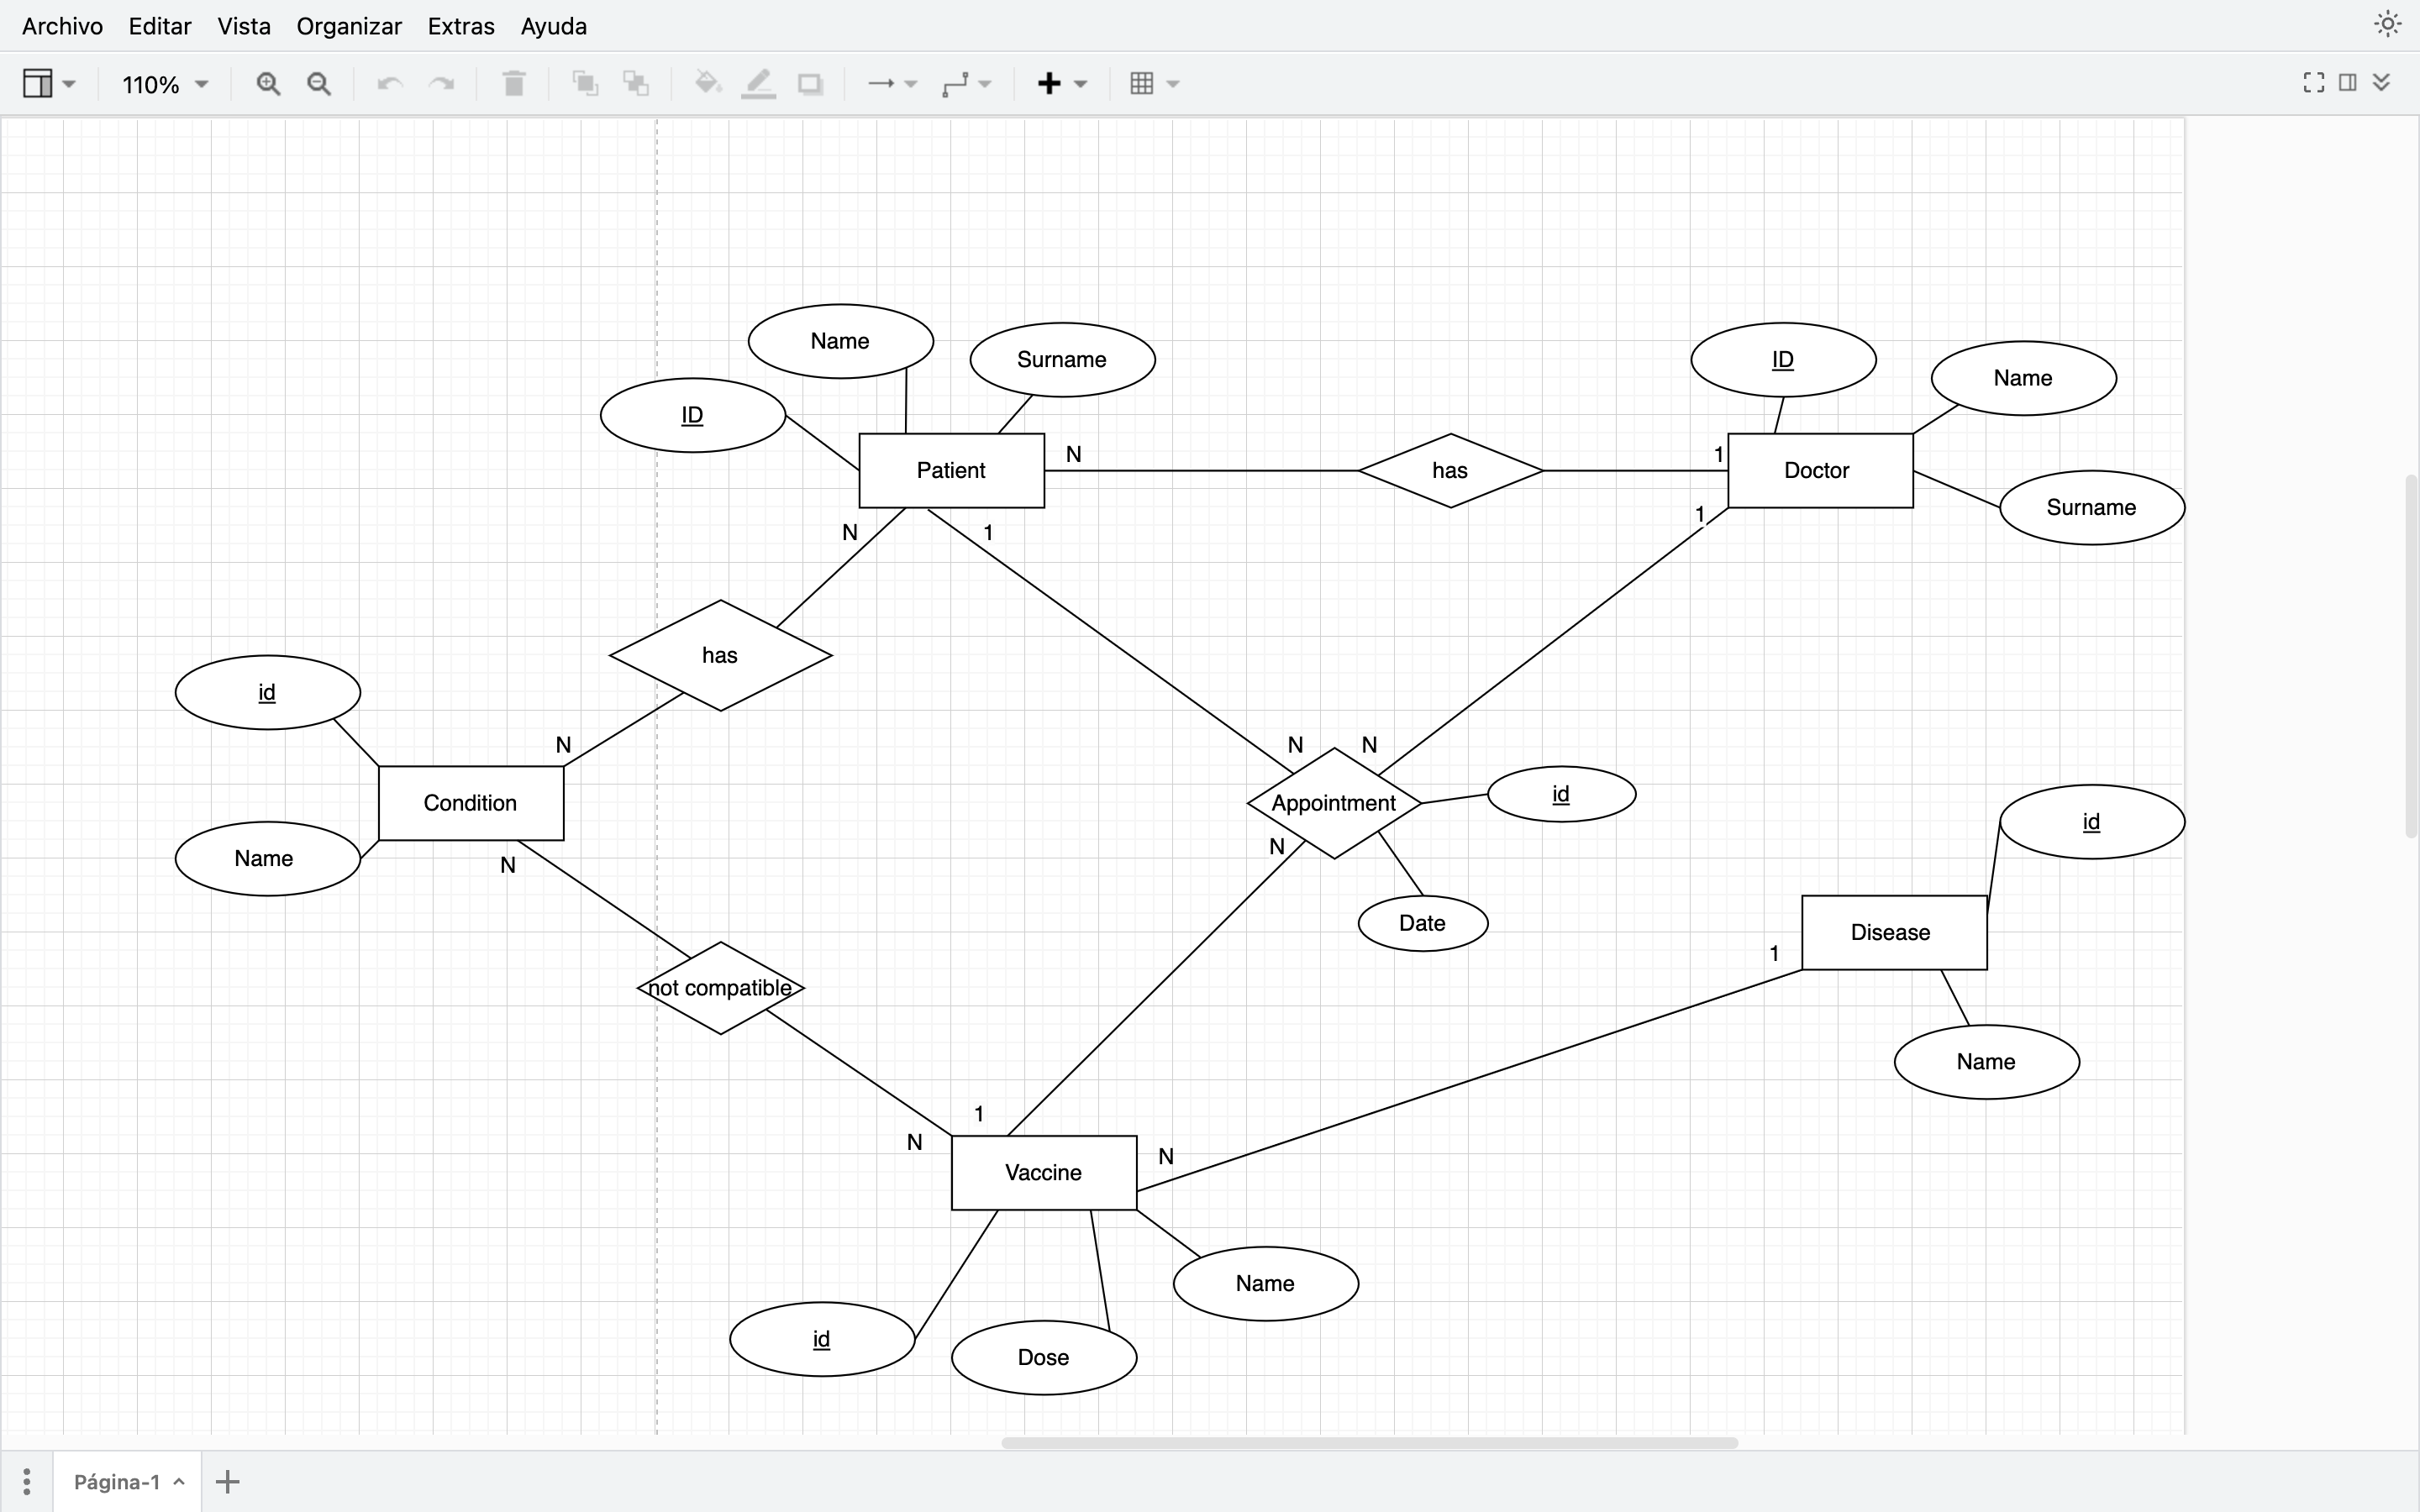 Archivo Editar Vista Organizar Extras Ayuda
110%
Name
Surname
ID
Name
ID
N
has
1
Patient
Doctor
Surname
N
1
1
has
id
N
N
N
Condition
Appointment
id
id
Name
N
N
Date
Disease
1
not compatible
Name
1
N
N
Vaccine
Name
id
Dose
Página-1